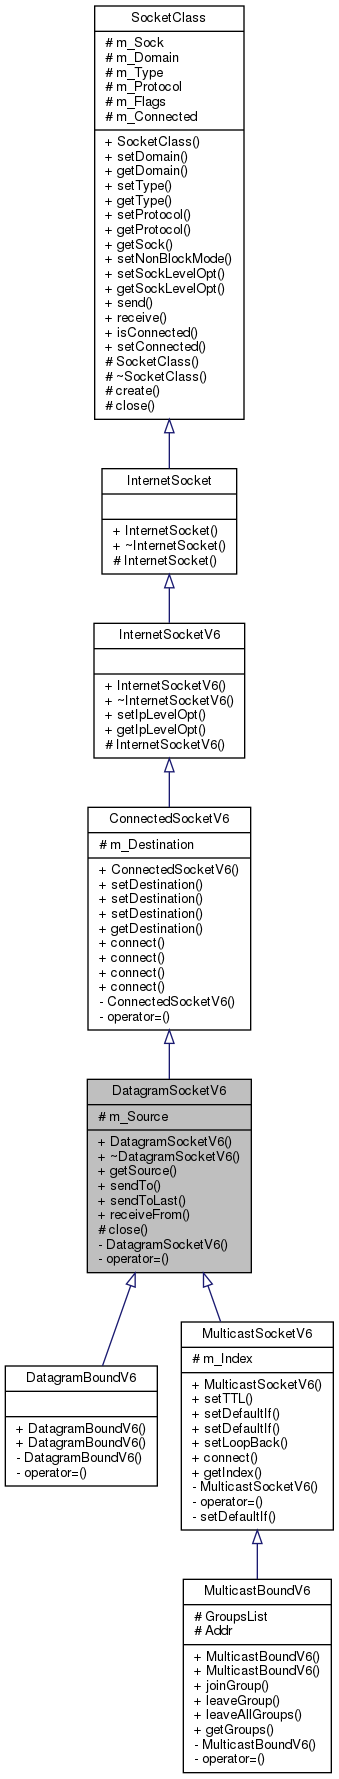 SocketClass
# m_Sock
# m_Domain
# m_Type
# m_Protocol
# m_Flags
# m_Connected
+ SocketClass()
+ setDomain()
+ getDomain()
+ setType()
+ getType()
+ setProtocol()
+ getProtocol()
+ getSock()
+ setNonBlockMode()
+ setSockLevelOpt()
+ getSockLevelOpt()
+ send()
+ receive()
+ isConnected()
+ setConnected()
# SocketClass()
# ~SocketClass()
# create()
# close()
InternetSocket
+ InternetSocket()
+ ~InternetSocket()
# InternetSocket()
InternetSocketV6
+ InternetSocketV6()
+ ~InternetSocketV6()
+ setIpLevelOpt()
+ getIpLevelOpt()
# InternetSocketV6()
ConnectedSocketV6
# m_Destination
+ ConnectedSocketV6()
+ setDestination()
+ setDestination()
+ setDestination()
+ getDestination()
+ connect()
+ connect()
+ connect()
+ connect()
- ConnectedSocketV6()
- operator=()
DatagramSocketV6
# m_Source
+ DatagramSocketV6()
+ ~DatagramSocketV6()
+ getSource()
+ sendTo()
+ sendToLast()
+ receiveFrom()
# close()
- DatagramSocketV6()
- operator=()
DatagramBoundV6
+ DatagramBoundV6()
+ DatagramBoundV6()
- DatagramBoundV6()
- operator=()
MulticastSocketV6
# m_Index
+ MulticastSocketV6()
+ setTTL()
+ setDefaultIf()
+ setDefaultIf()
+ setLoopBack()
+ connect()
+ getIndex()
- MulticastSocketV6()
- operator=()
- setDefaultIf()
MulticastBoundV6
# GroupsList
# Addr
+ MulticastBoundV6()
+ MulticastBoundV6()
+ joinGroup()
+ leaveGroup()
+ leaveAllGroups()
+ getGroups()
- MulticastBoundV6()
- operator=()